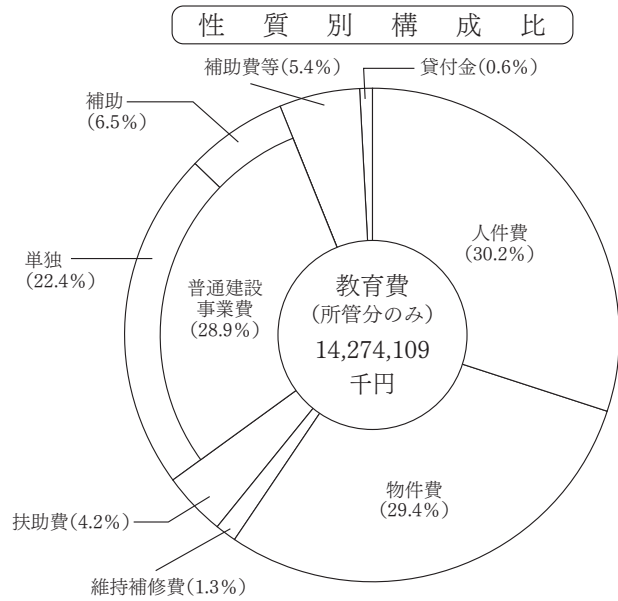 性質別構成比
補助費等(5.4%)
貸付金(0.6%)
補助
(6.5%)
人件費
(30.2%)
単独
(22.4%)
普通建設
事業費
(28.9%)
教育費
(所管分のみ)
14,274,109
千円
物件費
(29.4%)
扶助費(4.2%)
維持補修費(1.3%)